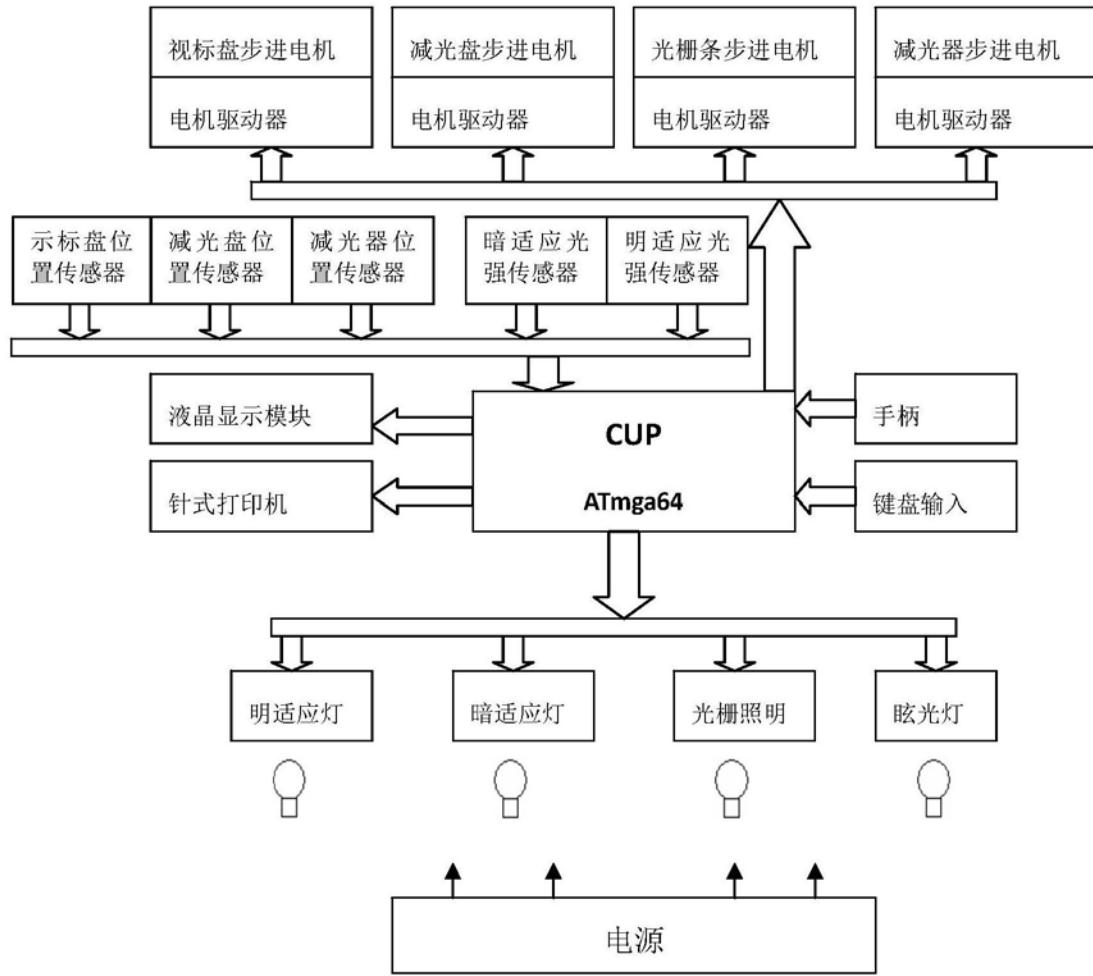 视标盘步进电机
减光盘步进电机
光栅条步进电机
减光器步进电机
电机驱动器
电机驱动器
电机驱动器
电机驱动器
示标盘位
置传感器
减光盘位
置传感器
减光器位
置传感器
暗适应光
强传感器
明适应光
强传感器
液晶显示模块
CUP
手柄
针式打印机
ATmga64
键盘输入
明适应灯
暗适应灯
光栅照明
眩光灯
电源